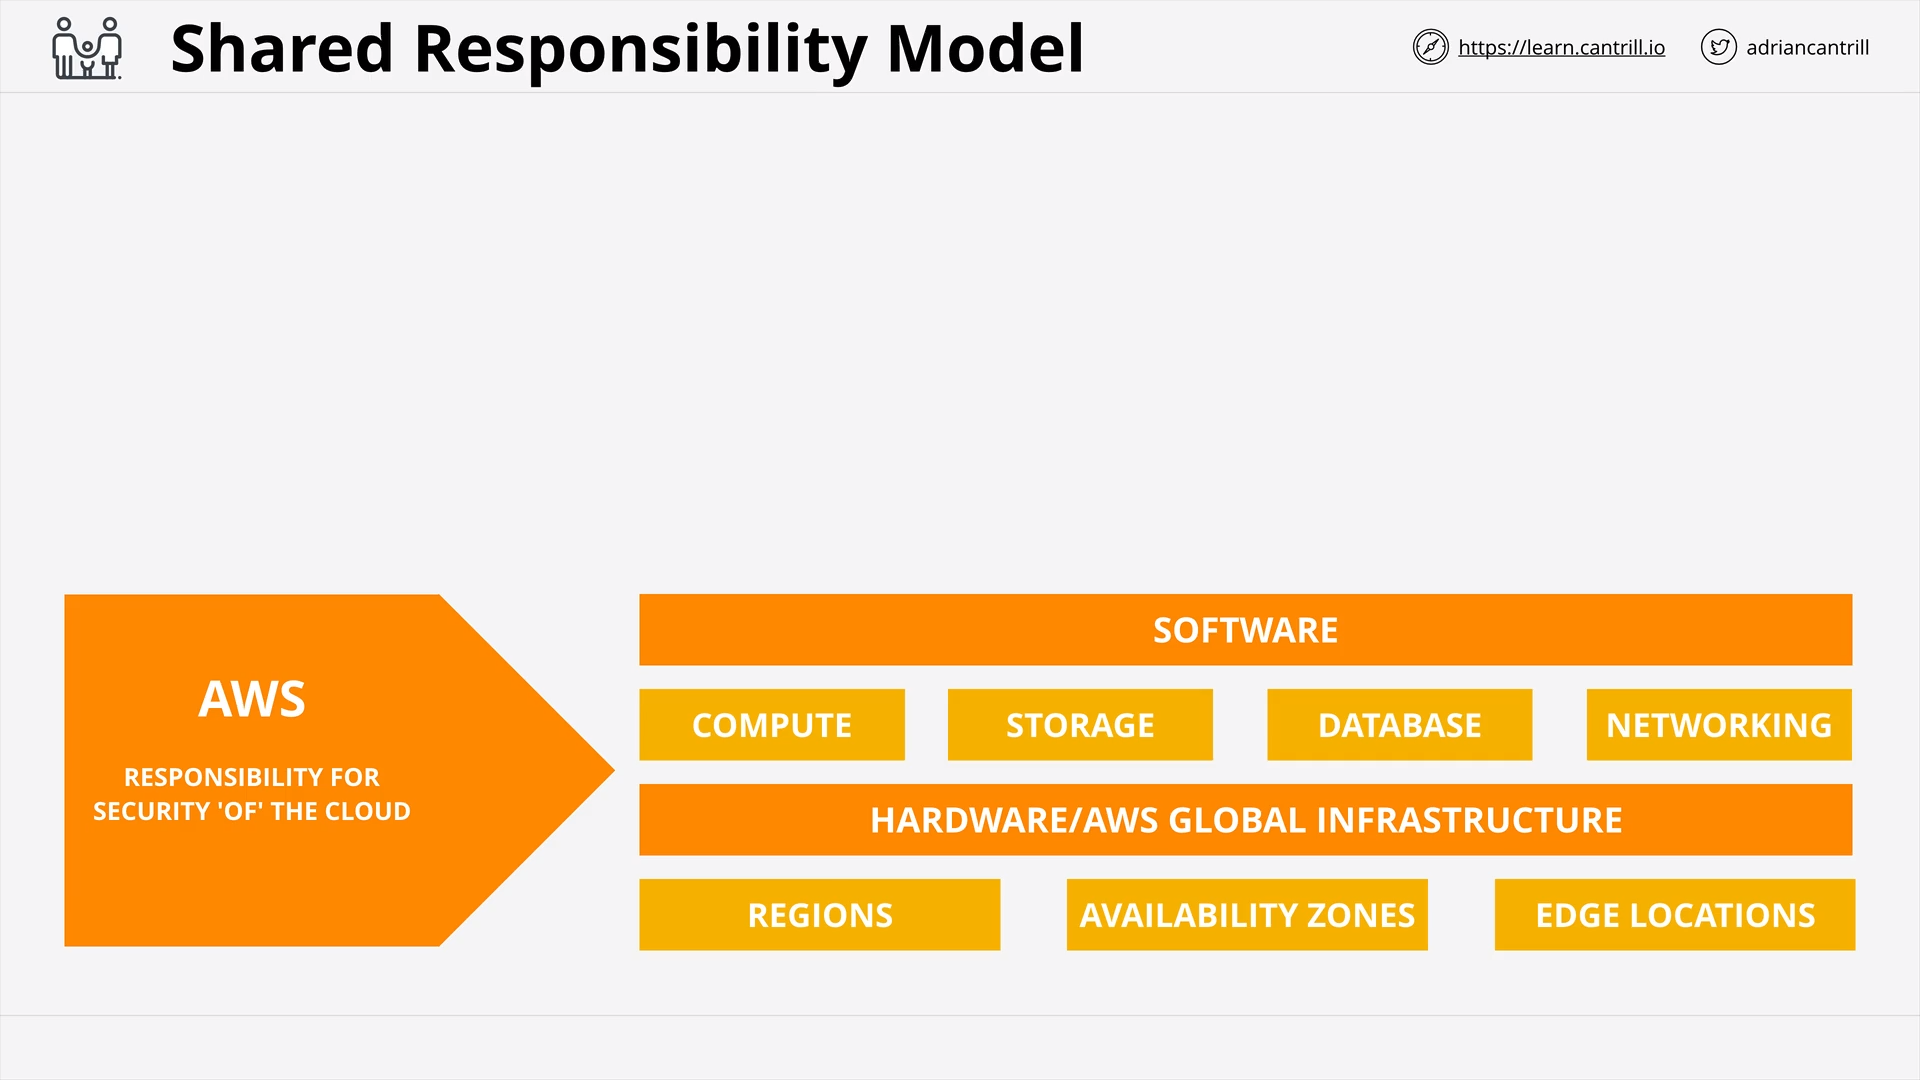 Shared Responsibility Model
https://learn.cantrill.io
adriancantrill
AWS
RESPONSIBILITY FOR
SECURITY 'OF' THE CLOUD
SOFTWARE
COMPUTE
STORAGE
DATABASE
NETWORKING
HARDWARE/AWS GLOBAL INFRASTRUCTURE
REGIONS
AVAILABILITY ZONES
EDGE LOCATIONS